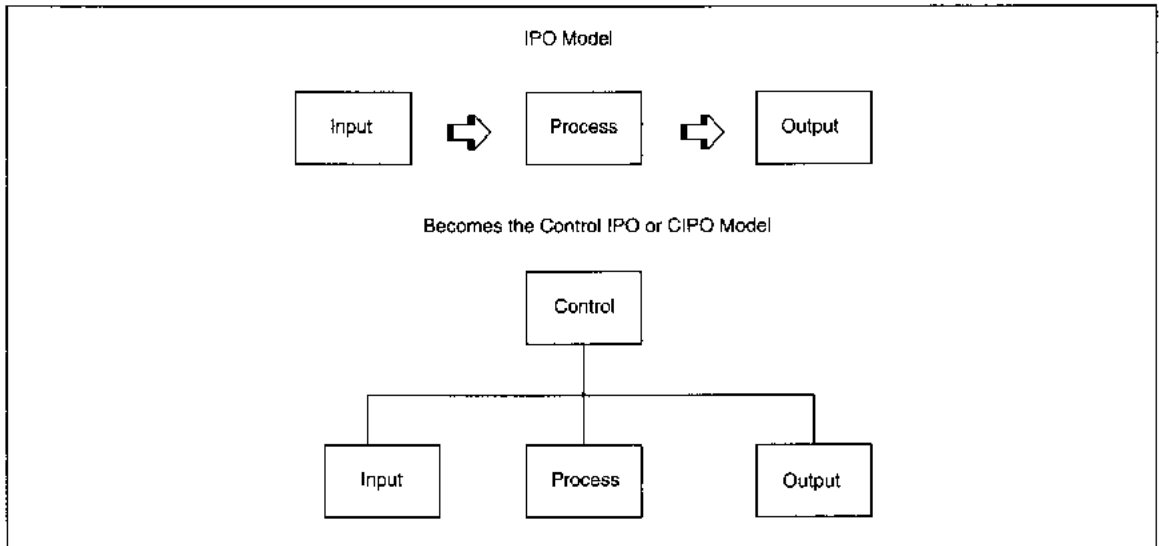 IPO Model
Input
Process
Output
Becomes the Control IPO or CIPO Model
Control
Input
Process
Output